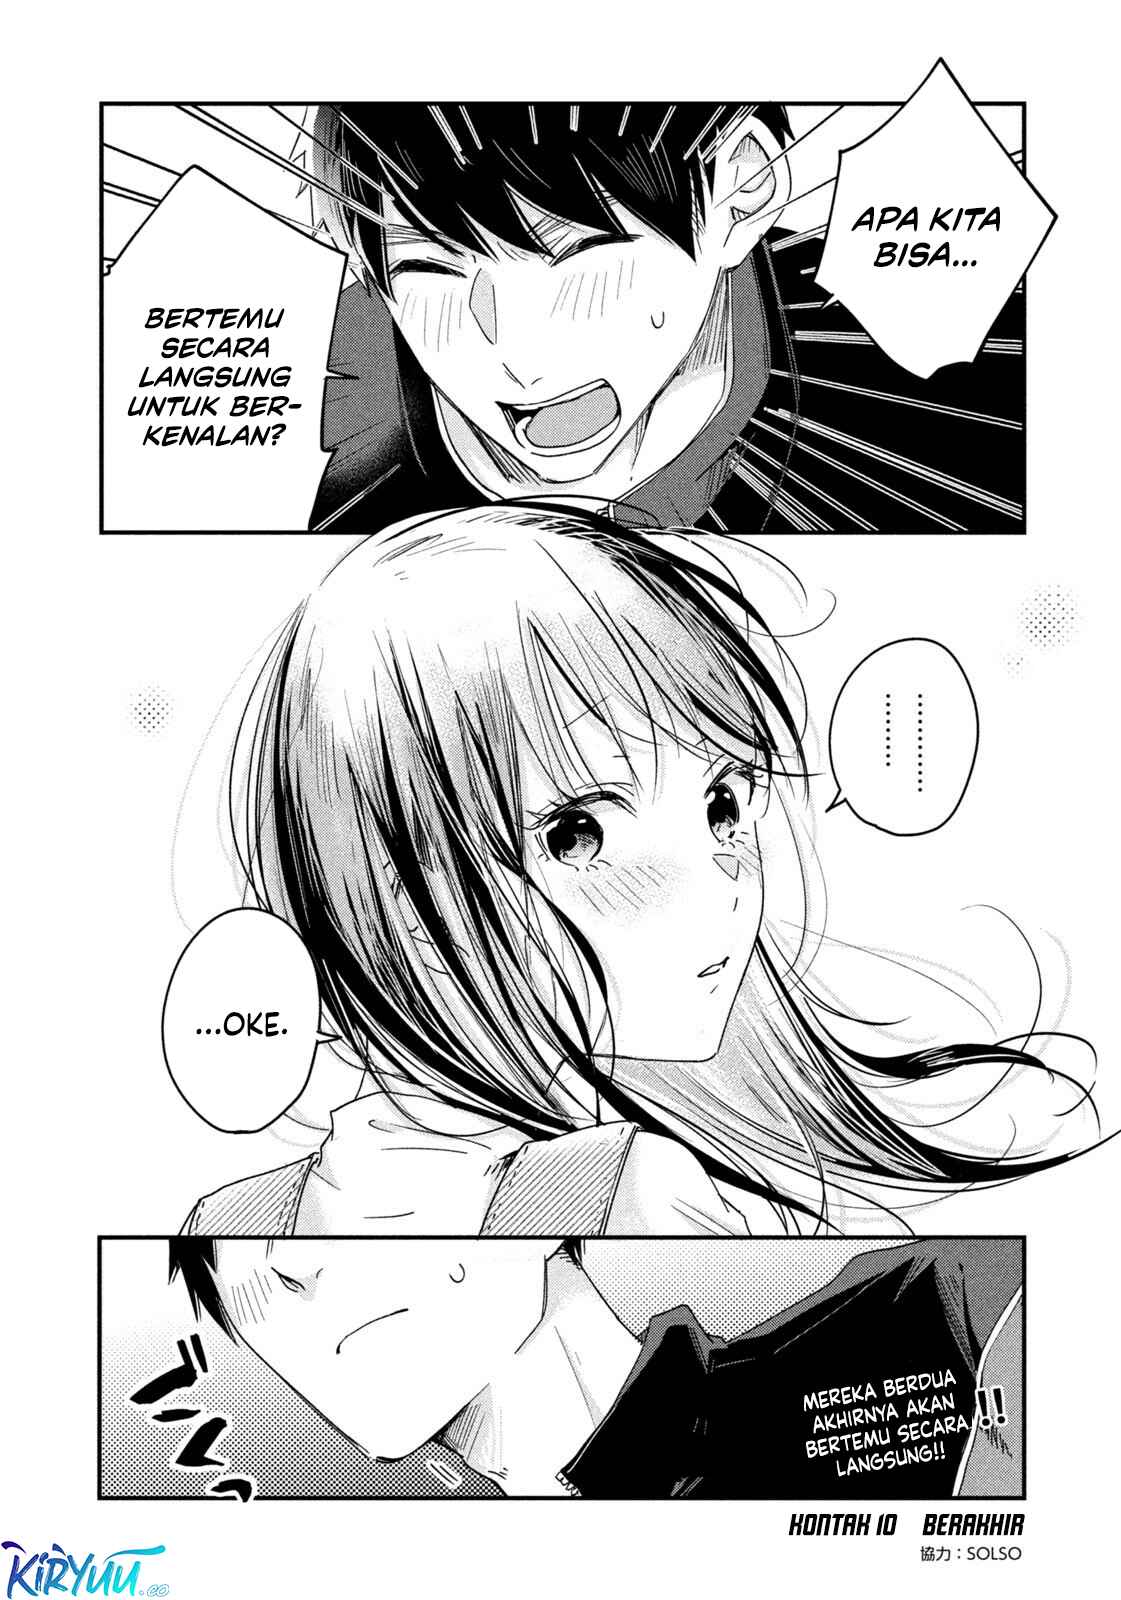 APA KITA
BISA...
BERTEMU
SECARA
LANGSUNG
UNTUK BER-
KENALAN?
...OKE.
MEREKA BERDUA
AKHIRNYA AKAN
BERTEMU SECARA
LANGSUNG!!
!!
KONTAK 10 BERAKHIR
協力：SOLSO
KIRYUU.CO